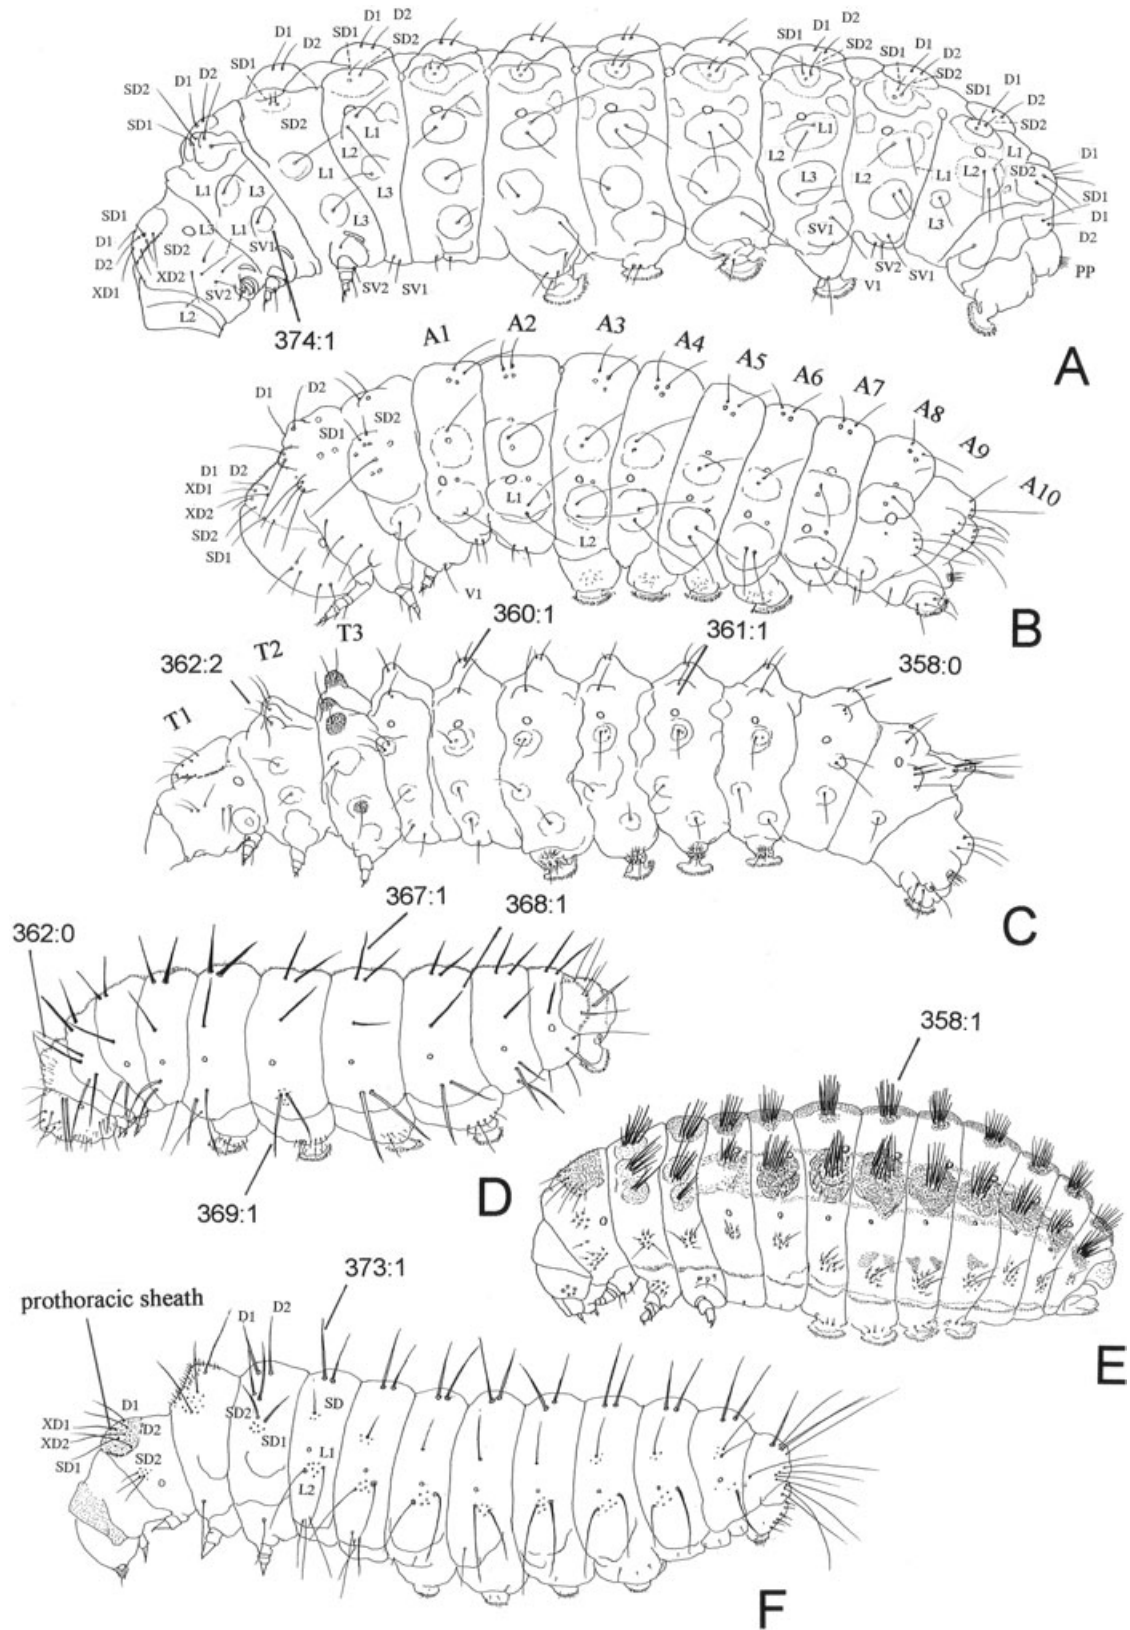 D1 D2
D1 D2
D1 D2
SD1 SD2
SD1 D1 D2
SD1 D1 D2
SD2
SD2
SD2 D1 D2
SD1
SD1 D1 D2
SD1
SD2
SD2
L1
L2
L1 L3
L3
L3
SD1
D1
D2
XD1
SD2
XD2
L3
L1
SV1
SV2
L2
SV2 SV1
L1
L2
L3
SV1
V1
L2
L1
SV2 SV1
L3
L2
L1
SD2
D1
SD1
D1
D2
PP
374:1
A
A1 A2 A3 A4 A5 A6 A7 A8 A9 A10
D1 D2
SD1 SD2
D1 D2
XD1
XD2
SD2
SD1
L1
L2
V1
B
T1 T2 T3
362:2
360:1
361:1
358:0
C
362:0
367:1
368:1
369:1
D
358:1
E
prothoracic sheath
373:1
D1 D2
D1
XD1
XD2
D2
SD1
SD2
SD2
SD1
SD
L1
L2
F